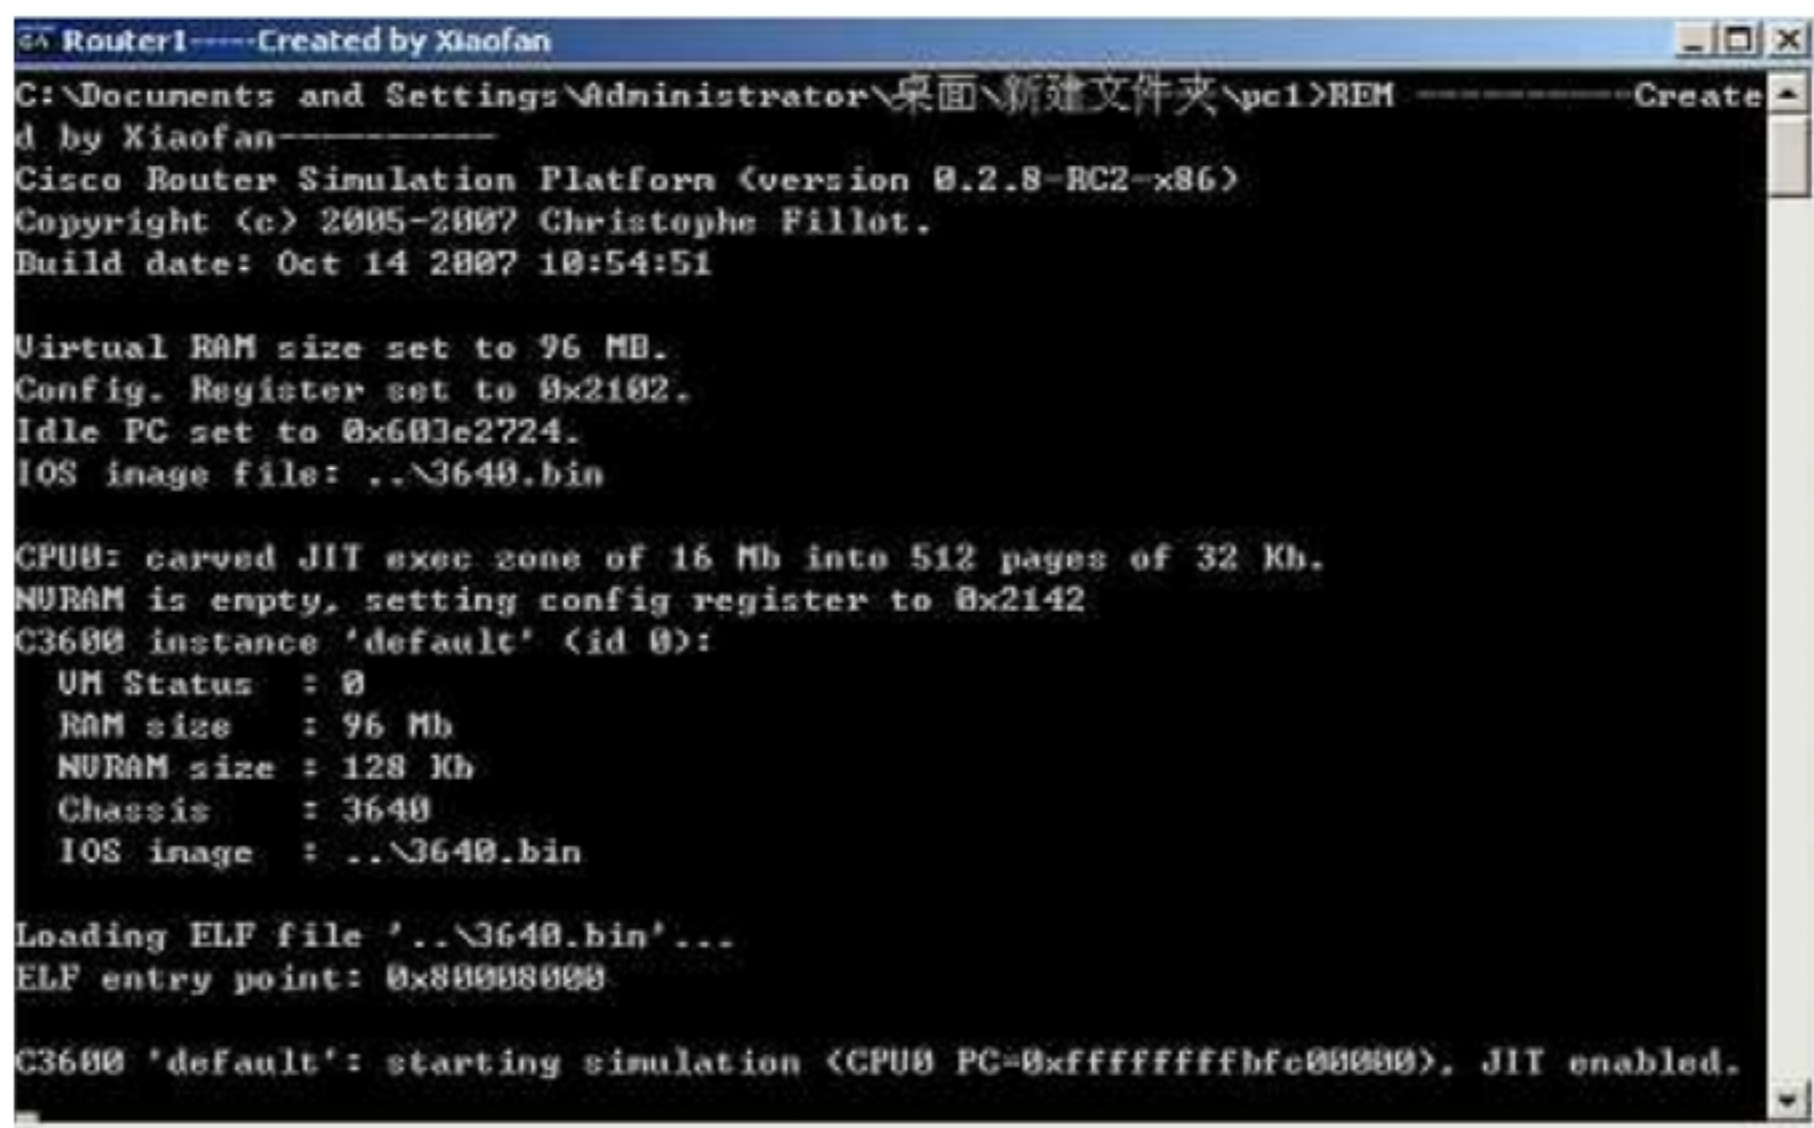 Router1-----Created by Xiaofan
C:\Documents and Settings\Administrator\桌面\新建文件夹\pc1>REM ----------Create
d by Xiaofan----------
Cisco Router Simulation Platform (version 0.2.8-RC2-x86)
Copyright (c) 2005-2007 Christophe Fillot.
Build date: Oct 14 2007 10:54:51
Virtual RAM size set to 96 MB.
Config. Register set to 0x2102.
Idle PC set to 0x603e2724.
IOS image file: ..\3640.bin
CPU0: carved JIT exec zone of 16 Mb into 512 pages of 32 Kb.
NVRAM is empty, setting config register to 0x2142
C3600 instance 'default' (id 0):
VM Status : 0
RAM size : 96 Mb
NVRAM size : 128 Kb
Chassis : 3640
IOS image : ..\3640.bin
Loading ELF file '..\3640.bin'...
ELF entry point: 0x80008000
C3600 'default': starting simulation (CPU0 PC=0xffffffffbfc00000), JIT enabled.